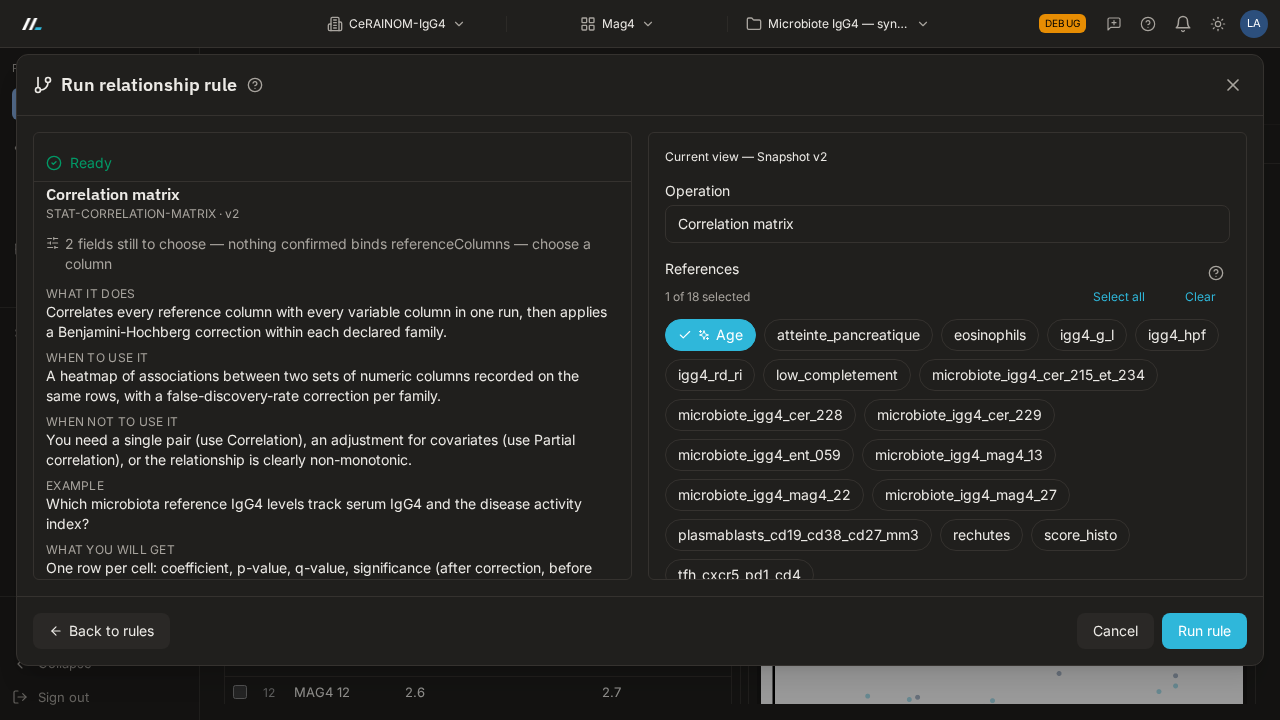 CeRAINOM-IgG4
Mag4
Microbiote IgG4 — syn...
DEBUG
LA
Run relationship rule
Ready
Correlation matrix
STAT-CORRELATION-MATRIX · v2
2 fields still to choose — nothing confirmed binds referenceColumns — choose a
column
WHAT IT DOES
Correlates every reference column with every variable column in one run, then applies
a Benjamini-Hochberg correction within each declared family.
WHEN TO USE IT
A heatmap of associations between two sets of numeric columns recorded on the
same rows, with a false-discovery-rate correction per family.
WHEN NOT TO USE IT
You need a single pair (use Correlation), an adjustment for covariates (use Partial
correlation), or the relationship is clearly non-monotonic.
EXAMPLE
Which microbiota reference IgG4 levels track serum IgG4 and the disease activity
index?
WHAT YOU WILL GET
One row per cell: coefficient, p-value, q-value, significance (after correction, before
Current view — Snapshot v2
Operation
Correlation matrix
References
1 of 18 selected
Select all
Clear
Age
atteinte_pancreatique
eosinophils
igg4_g_l
igg4_hpf
igg4_rd_ri
low_completement
microbiote_igg4_cer_215_et_234
microbiote_igg4_cer_228
microbiote_igg4_cer_229
microbiote_igg4_ent_059
microbiote_igg4_mag4_13
microbiote_igg4_mag4_22
microbiote_igg4_mag4_27
plasmablasts_cd19_cd38_cd27_mm3
rechutes
score_histo
tfh_cxcr5_pd1_cd4
Back to rules
Cancel
Run rule
Collapse
Sign out
12
MAG4 12
2.6
2.7